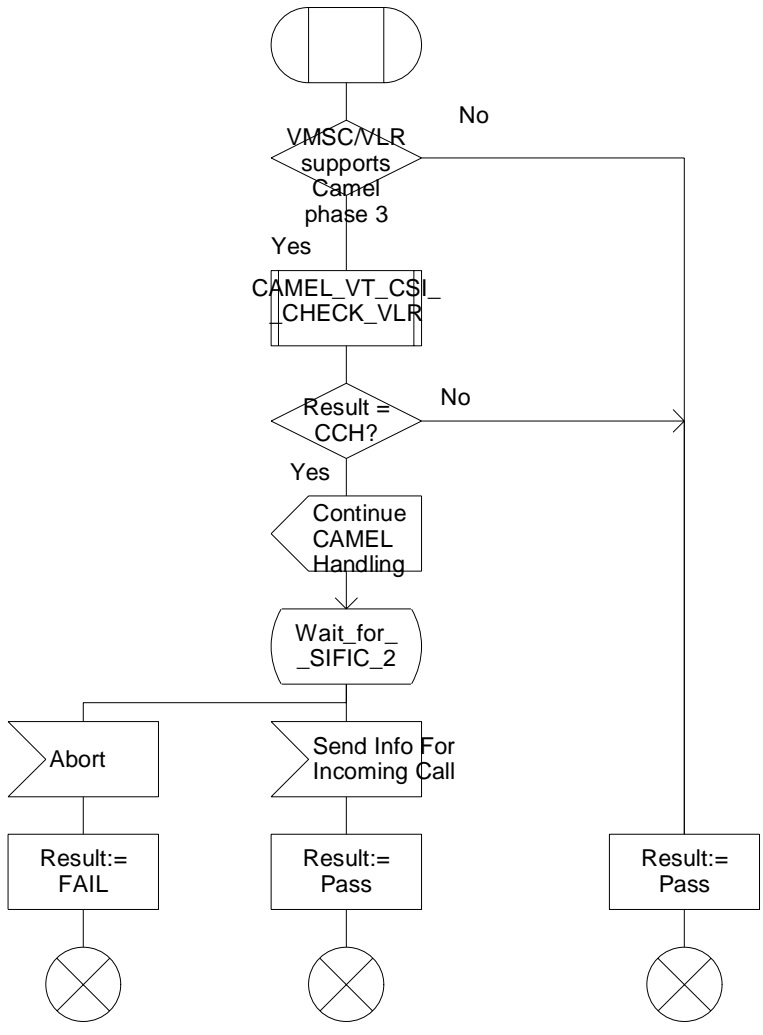 No
VMSC/VLR
supports
Camel
phase 3
Yes
CAMEL_VT_CSI_
_CHECK_VLR
Result =
CCH?
No
Yes
Continue
CAMEL
Handling
Wait_for_
_SIFIC_2
Abort
Send Info For
Incoming Call
Result:=
FAIL
Result:=
Pass
Result:=
Pass